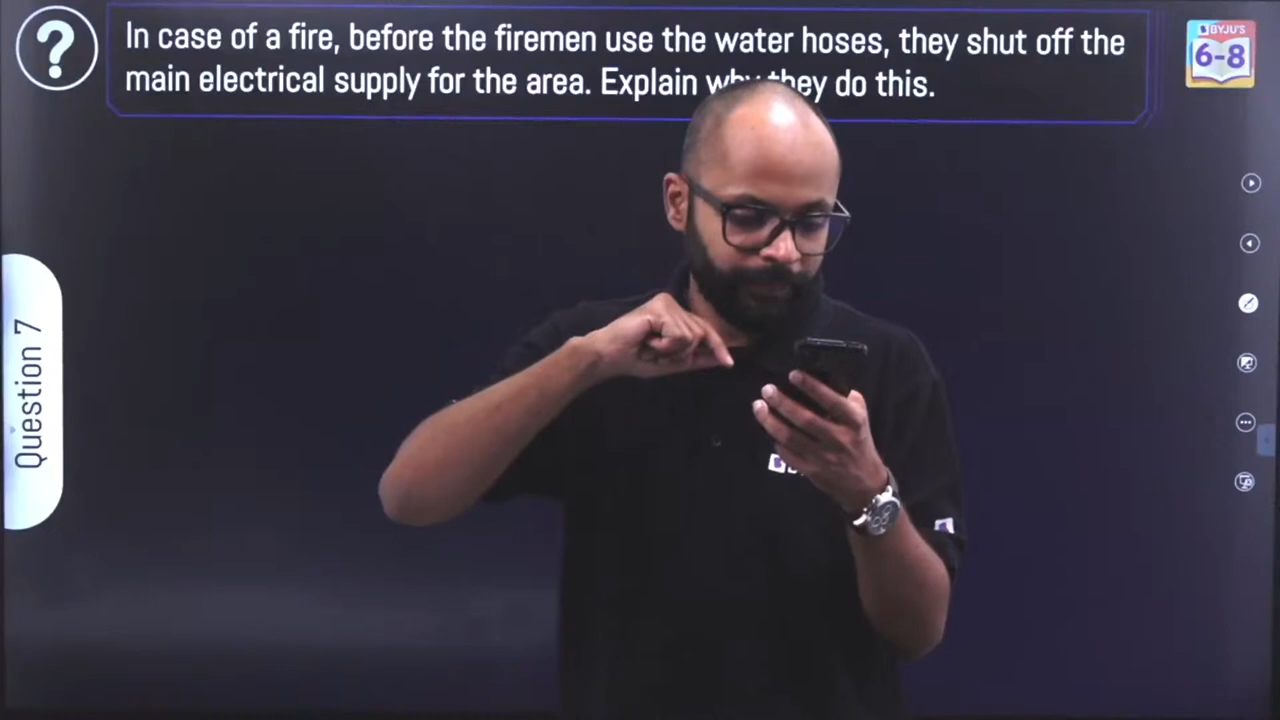 ?
In case of a fire, before the firemen use the water hoses, they shut off the
main electrical supply for the area. Explain why they do this.
BYJU'S
6-8
Question 7